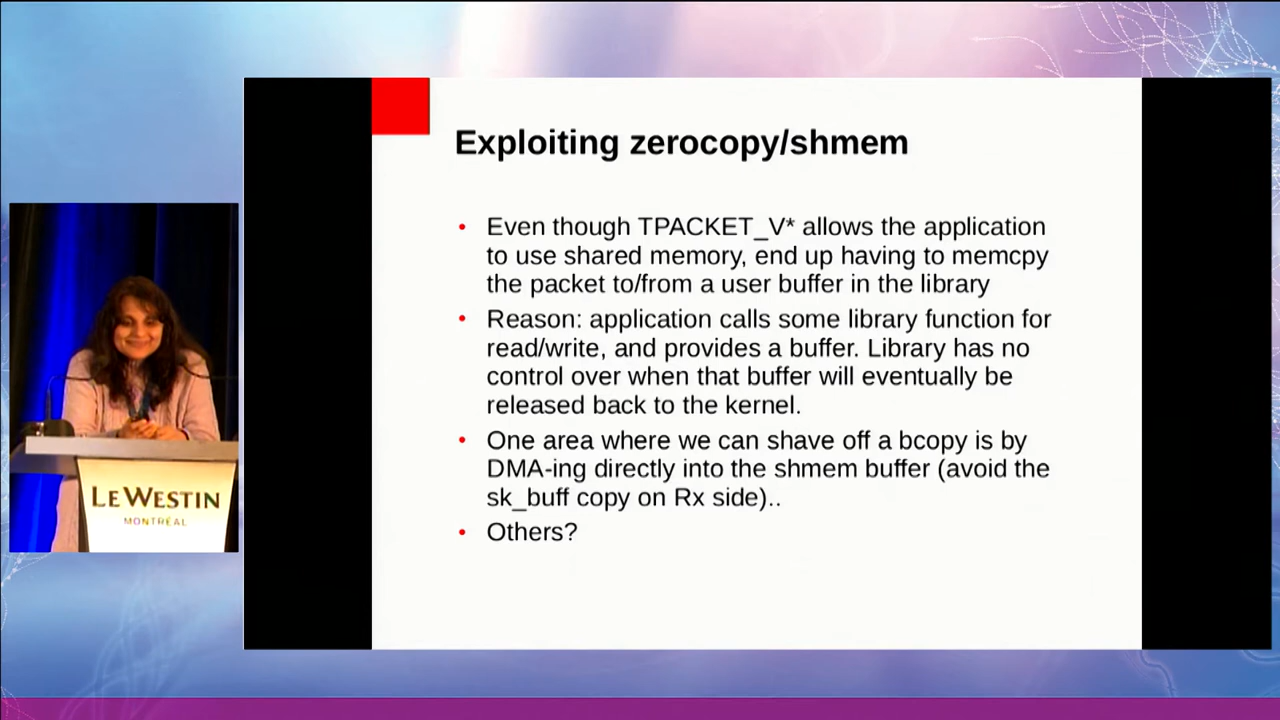 Exploiting zerocopy/shmem
• Even though TPACKET_V* allows the application
to use shared memory, end up having to memcpy
the packet to/from a user buffer in the library
• Reason: application calls some library function for
read/write, and provides a buffer. Library has no
control over when that buffer will eventually be
released back to the kernel.
• One area where we can shave off a bcopy is by
DMA-ing directly into the shmem buffer (avoid the
sk_buff copy on Rx side)..
• Others?
LE WESTIN
MONTRÉAL